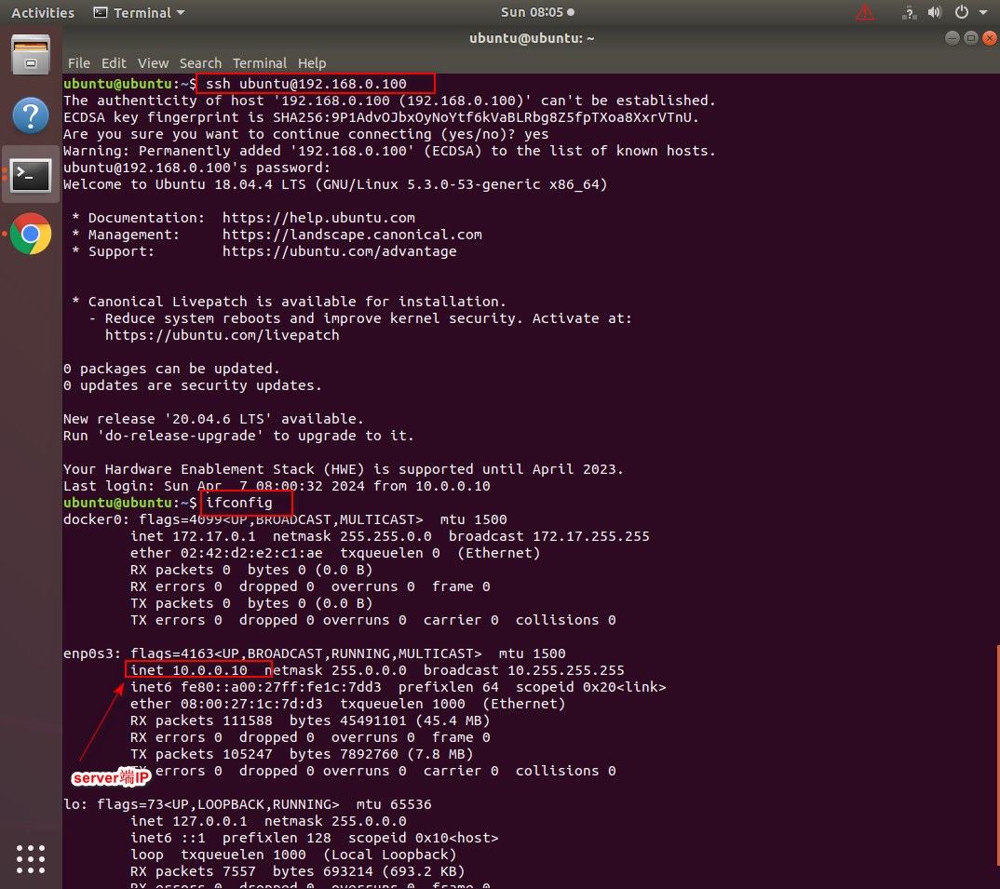 Activities Terminal Sun 08:05
ubuntu@ubuntu: ~
File Edit View Search Terminal Help
ubuntu@ubuntu:~$ ssh ubuntu@192.168.0.100
The authenticity of host '192.168.0.100 (192.168.0.100)' can't be established.
ECDSA key fingerprint is SHA256:9P1AdvOJbxOyNoYtf6kVaBLRbg8Z5fpTXoa8XxrVTnU.
Are you sure you want to continue connecting (yes/no)? yes
Warning: Permanently added '192.168.0.100' (ECDSA) to the list of known hosts.
ubuntu@192.168.0.100's password:
Welcome to Ubuntu 18.04.4 LTS (GNU/Linux 5.3.0-53-generic x86_64)
* Documentation: https://help.ubuntu.com
* Management: https://landscape.canonical.com
* Support: https://ubuntu.com/advantage
* Canonical Livepatch is available for installation.
- Reduce system reboots and improve kernel security. Activate at:
https://ubuntu.com/livepatch
0 packages can be updated.
0 updates are security updates.
New release '20.04.6 LTS' available.
Run 'do-release-upgrade' to upgrade to it.
Your Hardware Enablement Stack (HWE) is supported until April 2023.
Last login: Sun Apr 7 08:00:32 2024 from 10.0.0.10
ubuntu@ubuntu:~$ ifconfig
docker0: flags=4099<UP,BROADCAST,MULTICAST> mtu 1500
inet 172.17.0.1 netmask 255.255.0.0 broadcast 172.17.255.255
ether 02:42:d2:e2:c1:ae txqueuelen 0 (Ethernet)
RX packets 0 bytes 0 (0.0 B)
RX errors 0 dropped 0 overruns 0 frame 0
TX packets 0 bytes 0 (0.0 B)
TX errors 0 dropped 0 overruns 0 carrier 0 collisions 0
enp0s3: flags=4163<UP,BROADCAST,RUNNING,MULTICAST> mtu 1500
inet 10.0.0.10 netmask 255.0.0.0 broadcast 10.255.255.255
inet6 fe80::a00:27ff:fe1c:7dd3 prefixlen 64 scopeid 0x20<link>
ether 08:00:27:1c:7d:d3 txqueuelen 1000 (Ethernet)
RX packets 111588 bytes 45491101 (45.4 MB)
RX errors 0 dropped 0 overruns 0 frame 0
TX packets 105247 bytes 7892760 (7.8 MB)
TX errors 0 dropped 0 overruns 0 carrier 0 collisions 0
server端IP
lo: flags=73<UP,LOOPBACK,RUNNING> mtu 65536
inet 127.0.0.1 netmask 255.0.0.0
inet6 ::1 prefixlen 128 scopeid 0x10<host>
loop txqueuelen 1000 (Local Loopback)
RX packets 7557 bytes 693214 (693.2 KB)
RX errors 0 dropped 0 overruns 0 frame 0